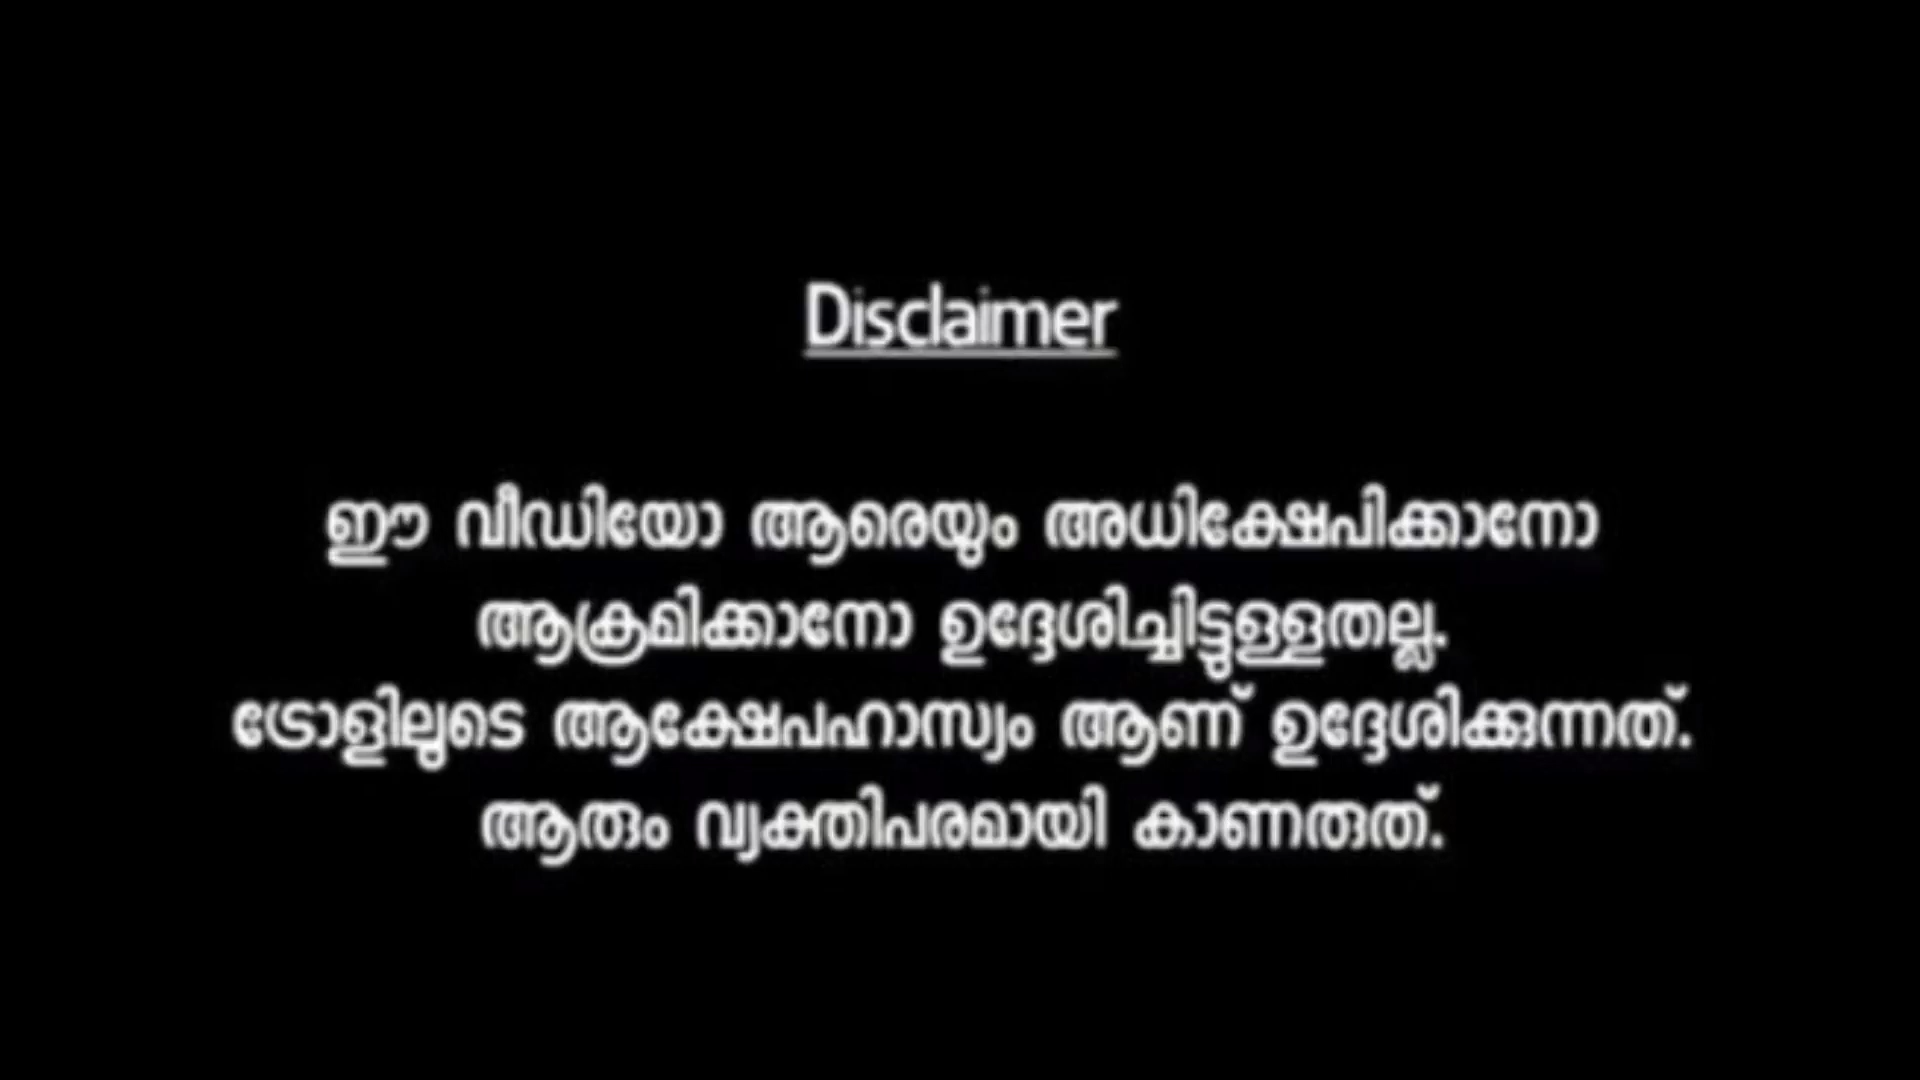 Disclaimer
ഈ വീഡിയോ ആരെയും അധിക്ഷേപിക്കാനോ
ആക്രമിക്കാനോ ഉദ്ദേശിച്ചിട്ടുള്ളതല്ല.
ട്രോളിലുടെ ആക്ഷേപഹാസ്യം ആണ് ഉദ്ദേശിക്കുന്നത്.
ആരും വ്യക്തിപരമായി കാണരുത്.